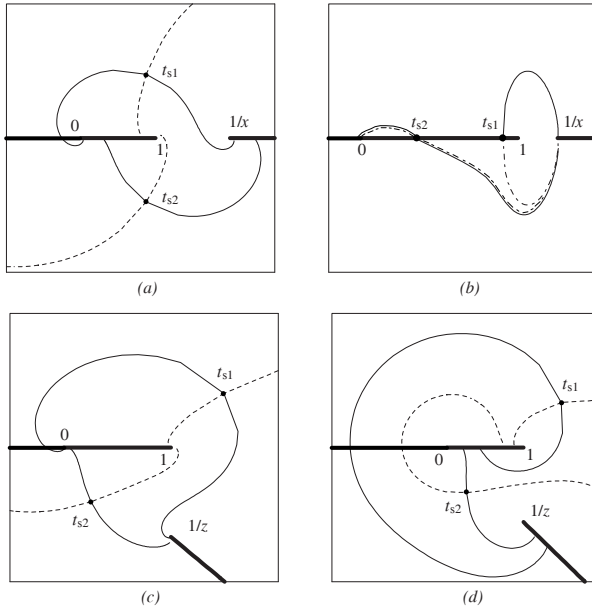 t_s1
0
1/x
1
t_s2
(a)
t_s2
t_s1
1/x
0
1
(b)
t_s1
0
1
t_s2
1/z
(c)
t_s1
0
1
t_s2
1/z
(d)